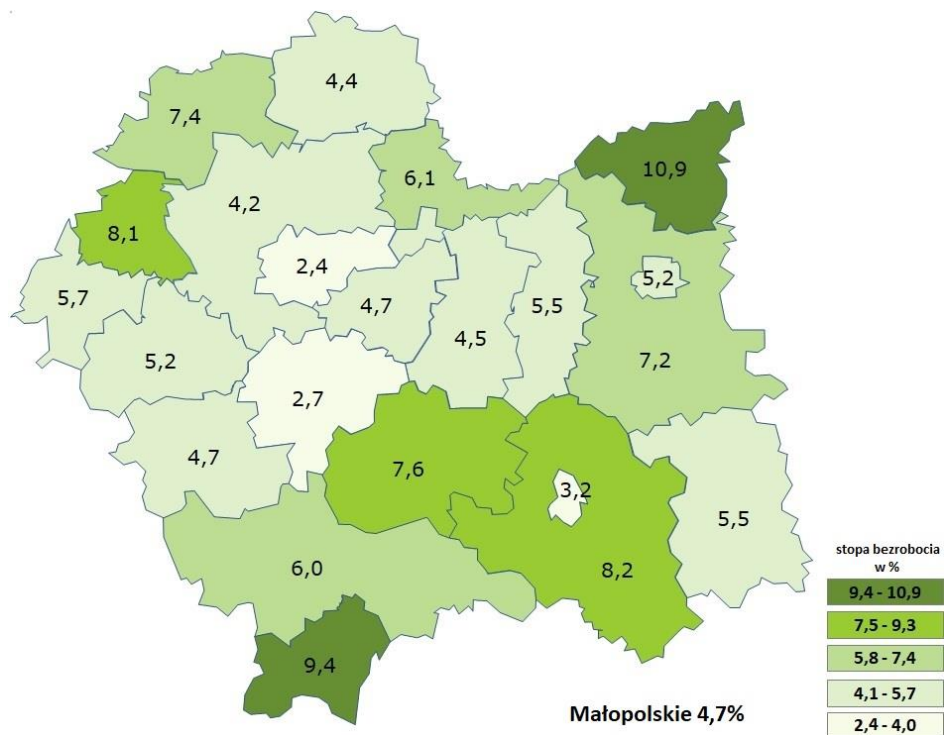 4,4
7,4
10,9
6,1
4,2
8,1
2,4
5,2
5,7
4,7
5,5
4,5
5,2
7,2
2,7
4,7
7,6
3,2
5,5
6,0
8,2
9,4
Małopolskie 4,7%
stopa bezrobocia
w %
9,4 - 10,9
7,5 - 9,3
5,8 - 7,4
4,1 - 5,7
2,4 - 4,0